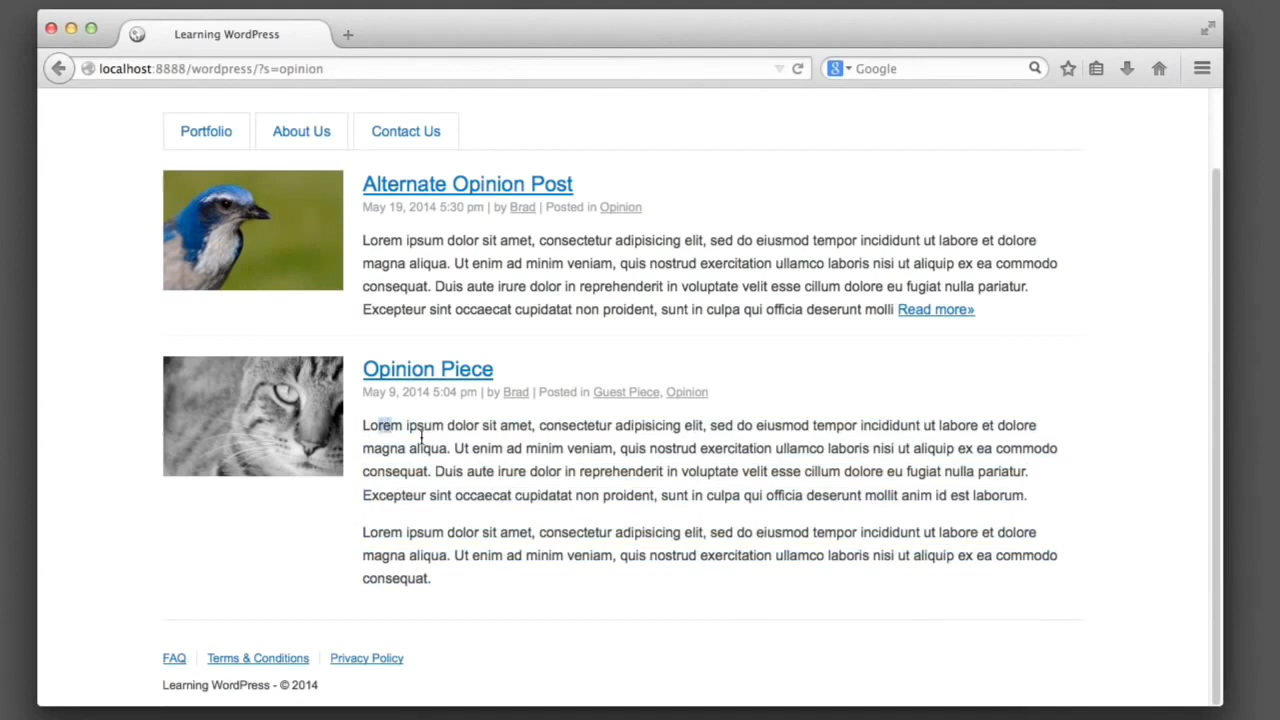 Learning WordPress
localhost:8888/wordpress/?s=opinion
Google
Portfolio
About Us
Contact Us
Alternate Opinion Post
May 19, 2014 5:30 pm | by Brad | Posted in Opinion
Lorem ipsum dolor sit amet, consectetur adipisicing elit, sed do eiusmod tempor incididunt ut labore et dolore
magna aliqua. Ut enim ad minim veniam, quis nostrud exercitation ullamco laboris nisi ut aliquip ex ea commodo
consequat. Duis aute irure dolor in reprehenderit in voluptate velit esse cillum dolore eu fugiat nulla pariatur.
Excepteur sint occaecat cupidatat non proident, sunt in culpa qui officia deserunt molli Read more»
Opinion Piece
May 9, 2014 5:04 pm | by Brad | Posted in Guest Piece, Opinion
Lorem ipsum dolor sit amet, consectetur adipisicing elit, sed do eiusmod tempor incididunt ut labore et dolore
magna aliqua. Ut enim ad minim veniam, quis nostrud exercitation ullamco laboris nisi ut aliquip ex ea commodo
consequat. Duis aute irure dolor in reprehenderit in voluptate velit esse cillum dolore eu fugiat nulla pariatur.
Excepteur sint occaecat cupidatat non proident, sunt in culpa qui officia deserunt mollit anim id est laborum.
Lorem ipsum dolor sit amet, consectetur adipisicing elit, sed do eiusmod tempor incididunt ut labore et dolore
magna aliqua. Ut enim ad minim veniam, quis nostrud exercitation ullamco laboris nisi ut aliquip ex ea commodo
consequat.
FAQ
Terms & Conditions
Privacy Policy
Learning WordPress - © 2014